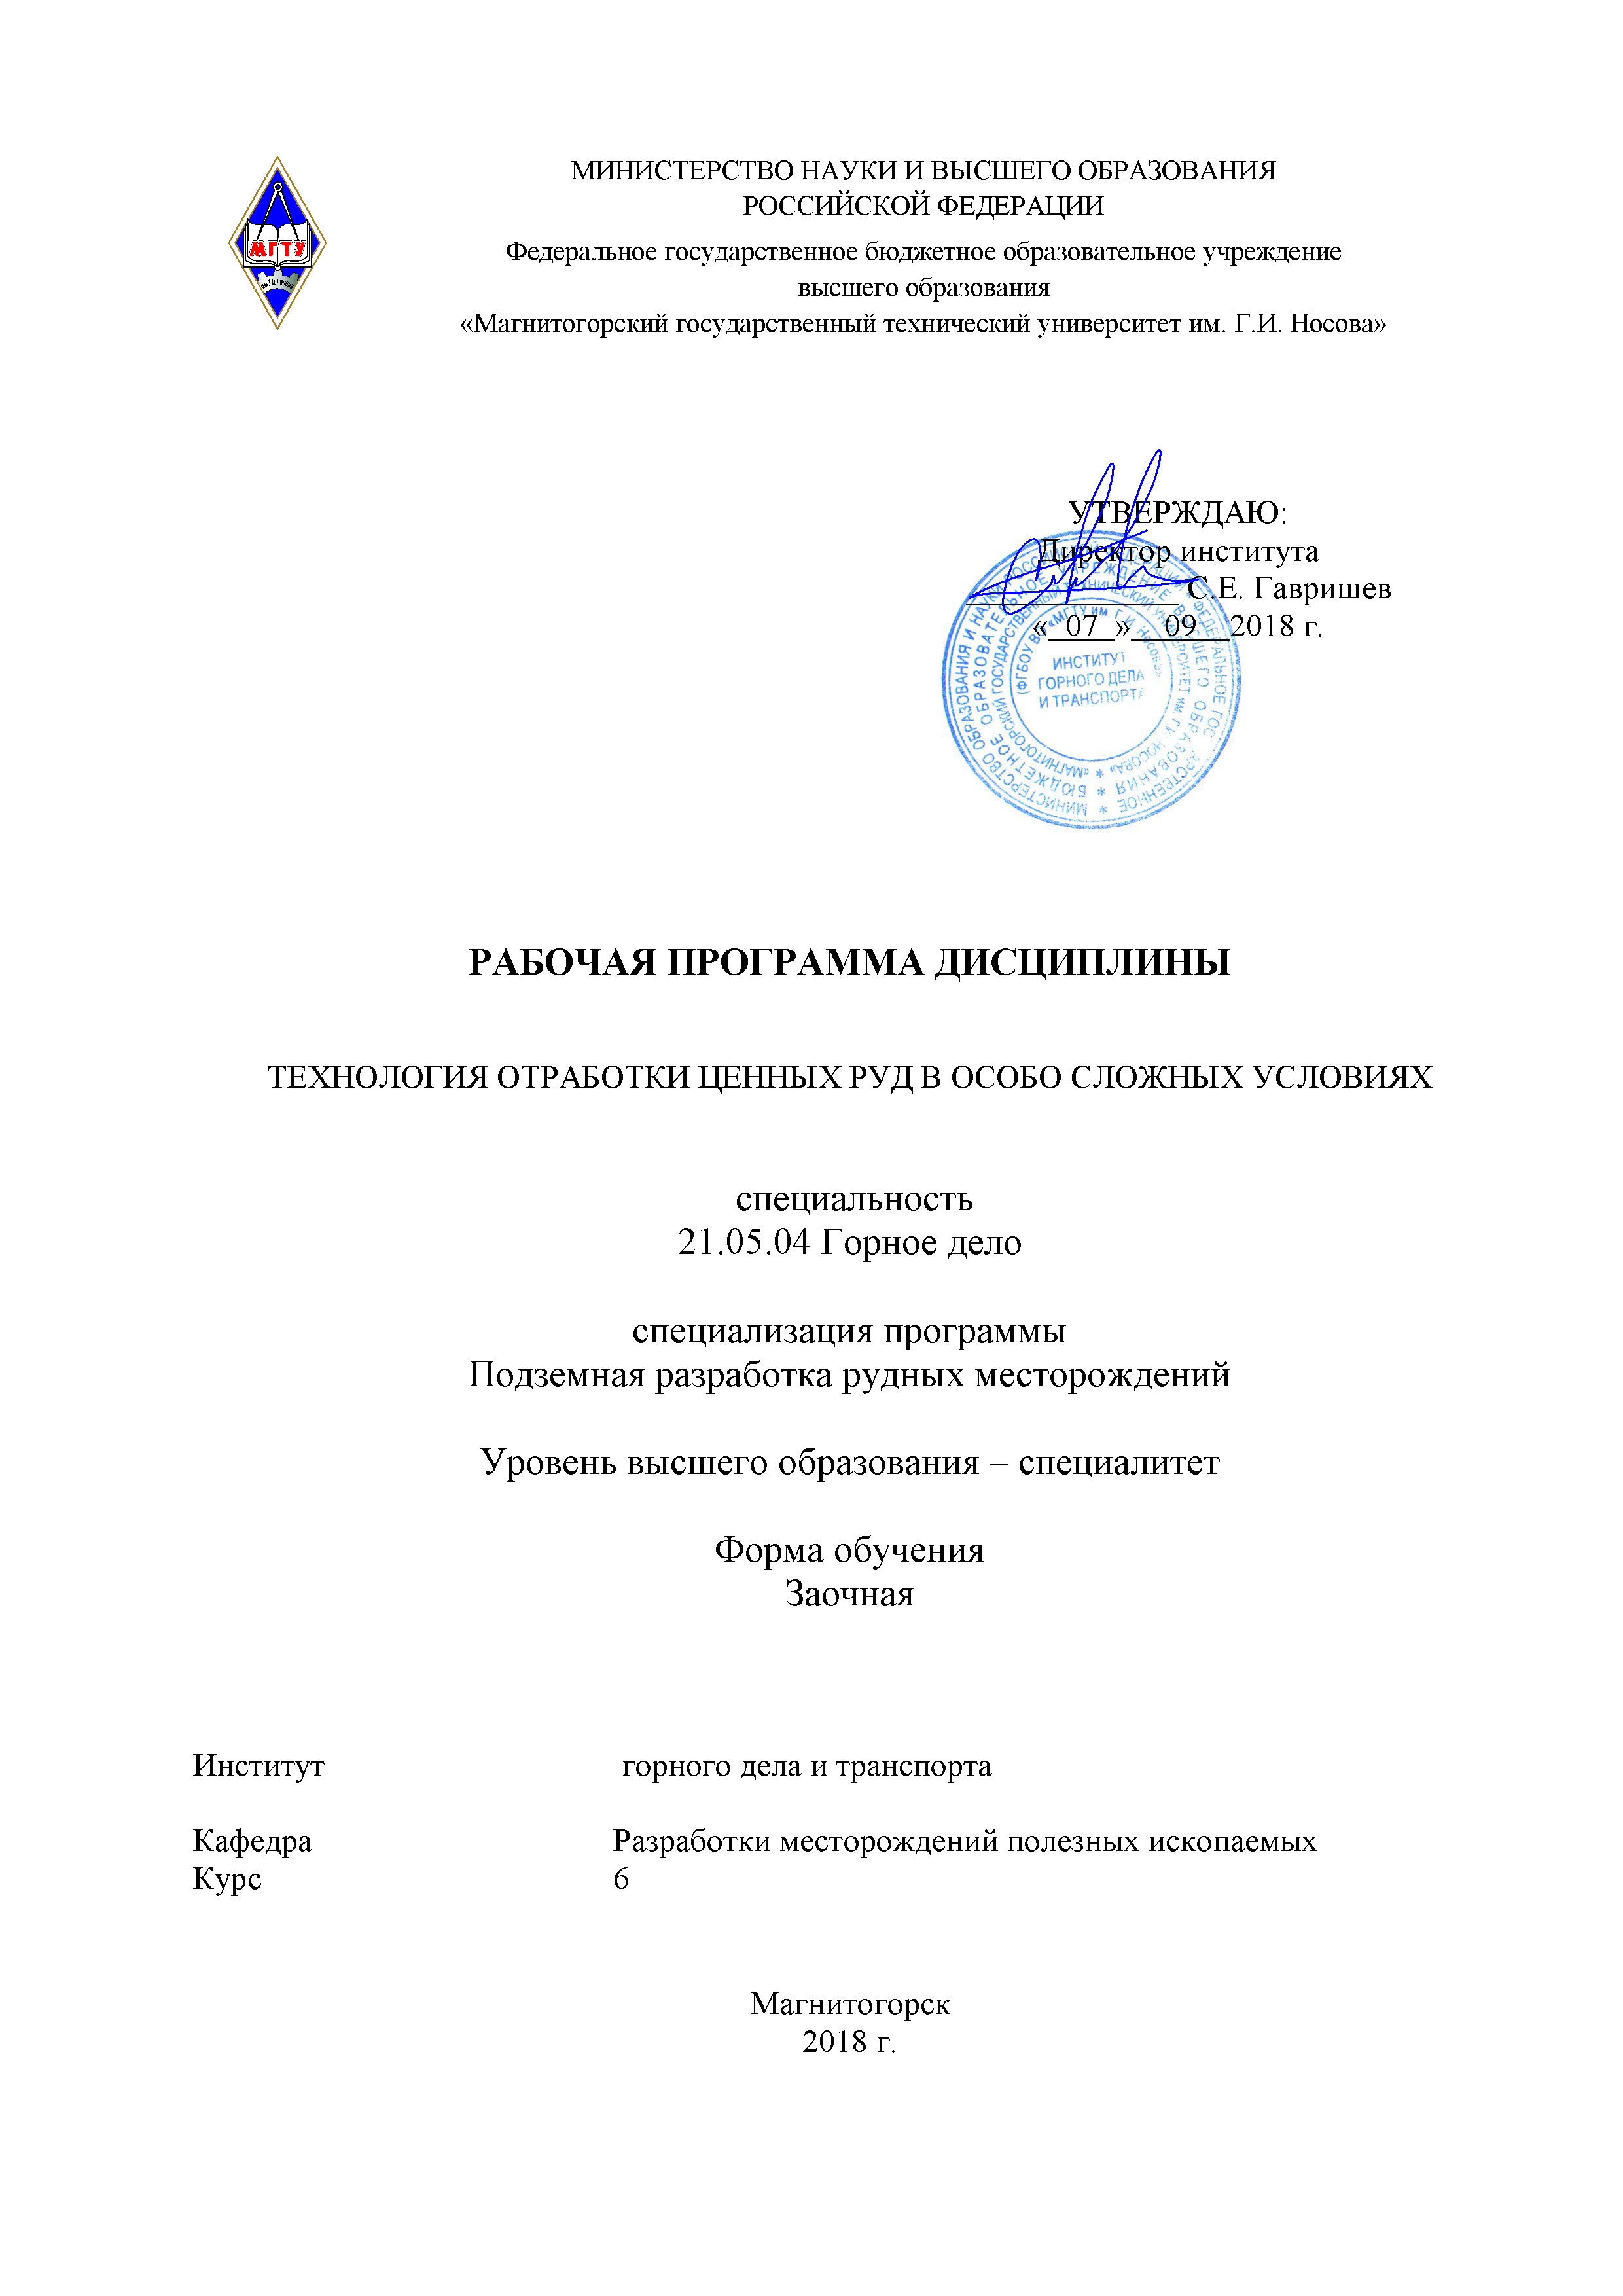 МИНИСТЕРСТВО НАУКИ И ВЫСШЕГО ОБРАЗОВАНИЯ
РОССИЙСКОЙ ФЕДЕРАЦИИ
Федеральное государственное бюджетное образовательное учреждение
высшего образования
«Магнитогорский государственный технический университет им. Г.И. Носова»
МГТУ
УТВЕРЖДАЮ:
Директор института
С.Е. Гавришев
«07» 09 2018 г.
ИНСТИТУТ
ГОРНОГО ДЕЛА
И ТРАНСПОРТА
РАБОЧАЯ ПРОГРАММА ДИСЦИПЛИНЫ
ТЕХНОЛОГИЯ ОТРАБОТКИ ЦЕННЫХ РУД В ОСОБО СЛОЖНЫХ УСЛОВИЯХ
специальность
21.05.04 Горное дело
специализация программы
Подземная разработка рудных месторождений
Уровень высшего образования – специалитет
Форма обучения
Заочная
Институт горного дела и транспорта
Кафедра Разработки месторождений полезных ископаемых
Курс 6
Магнитогорск
2018 г.